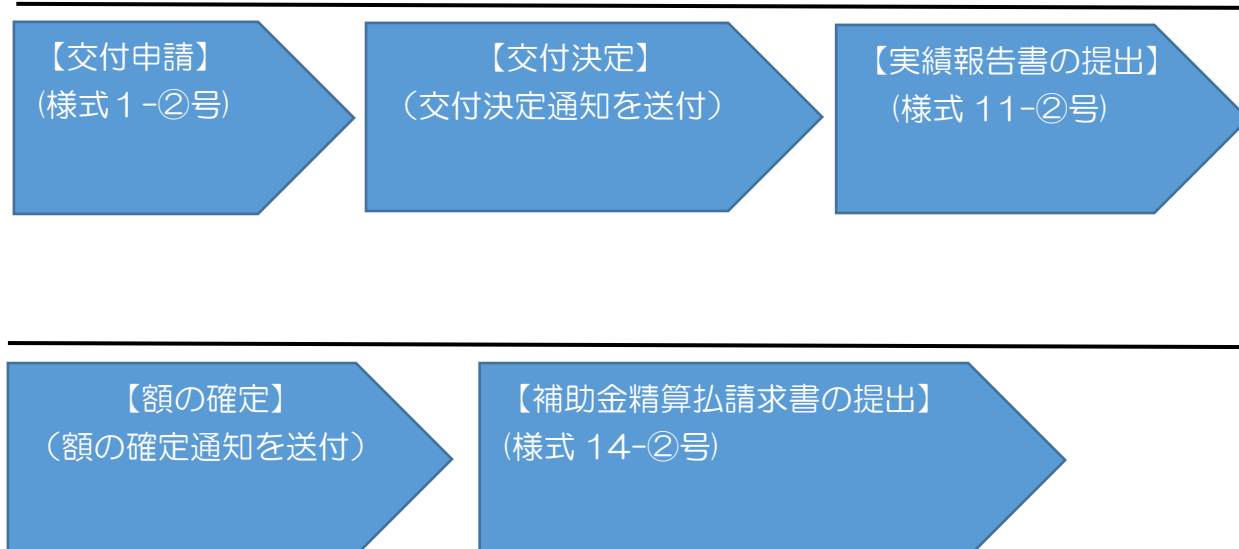 【交付申請】
(様式１-②号)
【交付決定】
（交付決定通知を送付）
【実績報告書の提出】
(様式 11-②号)
【額の確定】
（額の確定通知を送付）
【補助金精算払請求書の提出】
(様式 14-②号)